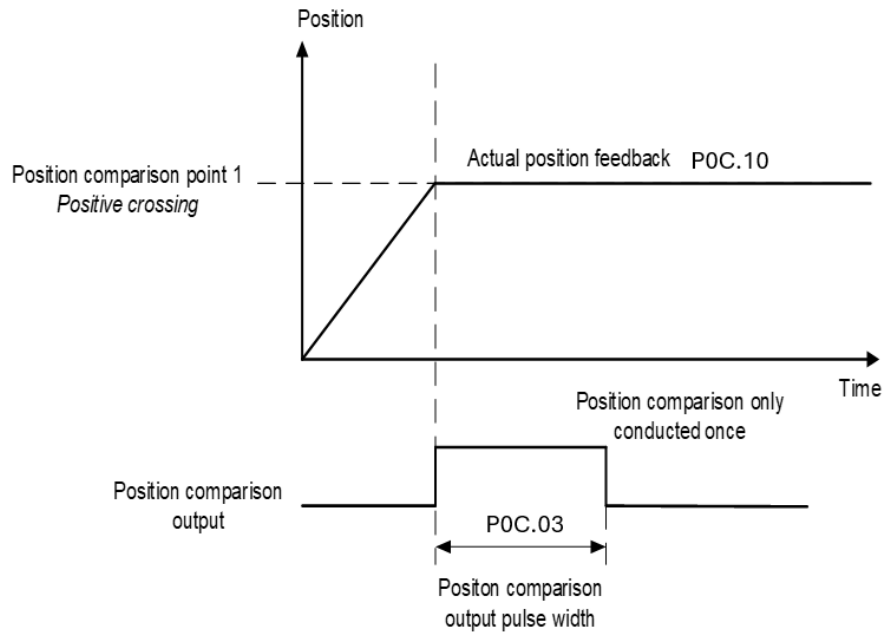 Position
Actual position feedback P0C.10
Position comparison point 1
Positive crossing
Time
Position comparison only
conducted once
Position comparison
output
P0C.03
Positon comparison
output pulse width